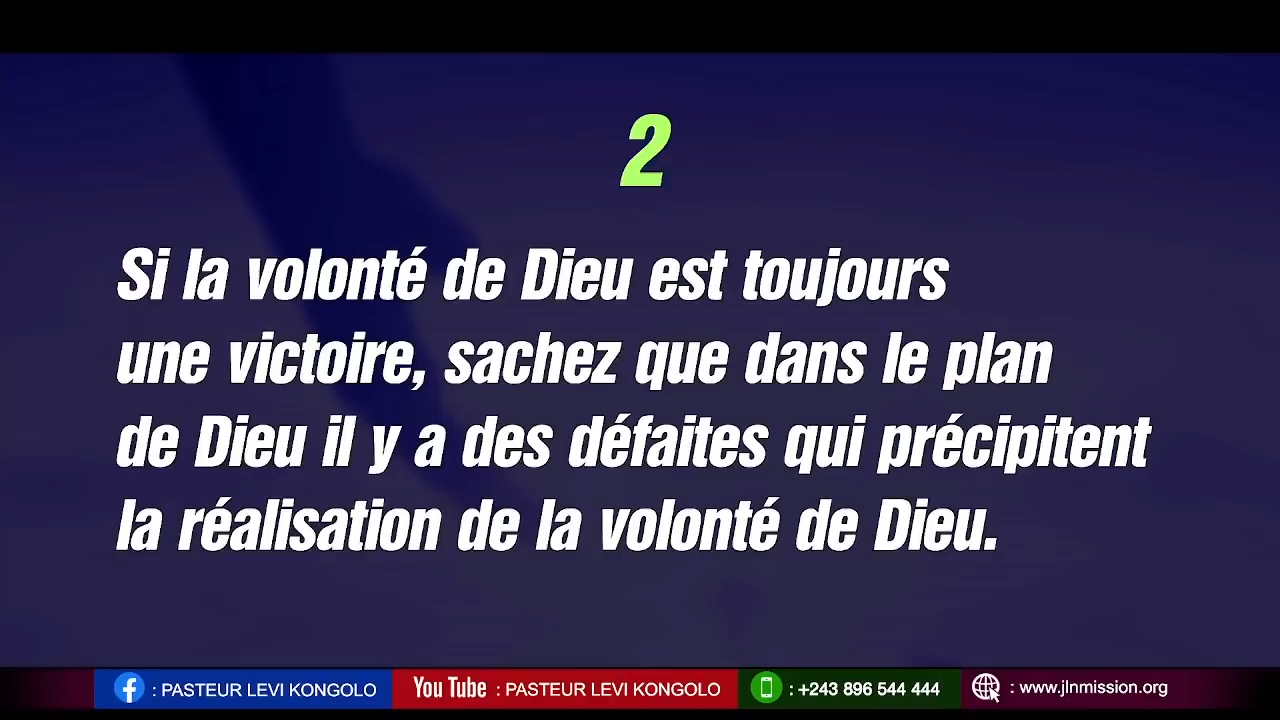 2
Si la volonté de Dieu est toujours
une victoire, sachez que dans le plan
de Dieu il y a des défaites qui précipitent
la réalisation de la volonté de Dieu.
: PASTEUR LEVI KONGOLO You Tube : PASTEUR LEVI KONGOLO : +243 896 544 444 : www.jlnmission.org